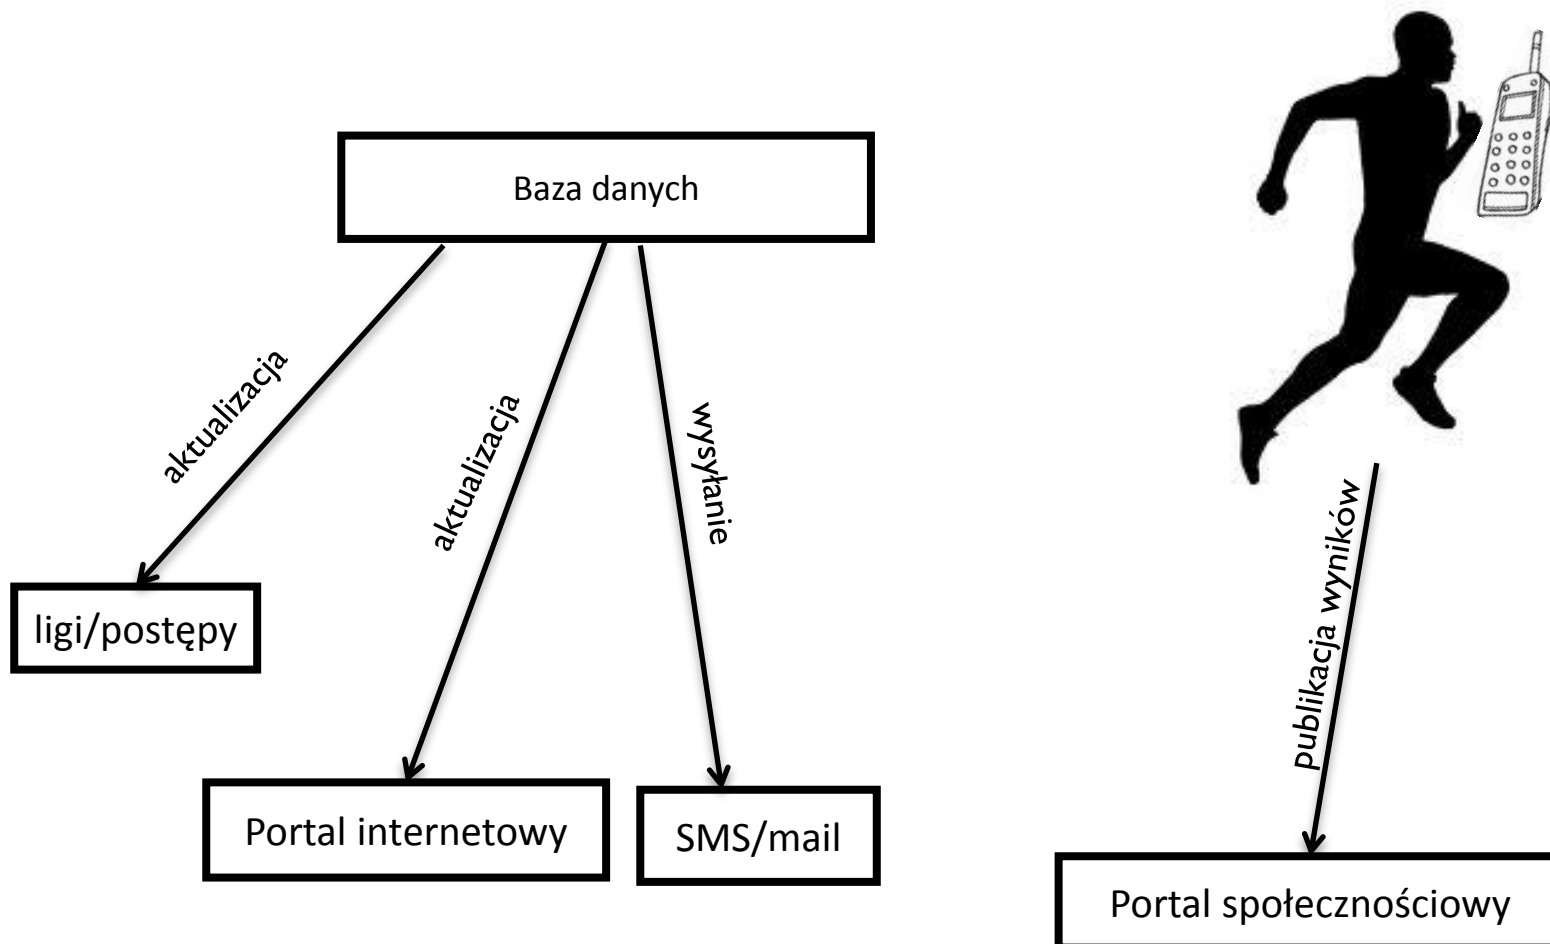 Baza danych
aktualizacja
aktualizacja
wysyłanie
publikacja wyników
ligi/postępy
Portal internetowy
SMS/mail
Portal społecznościowy